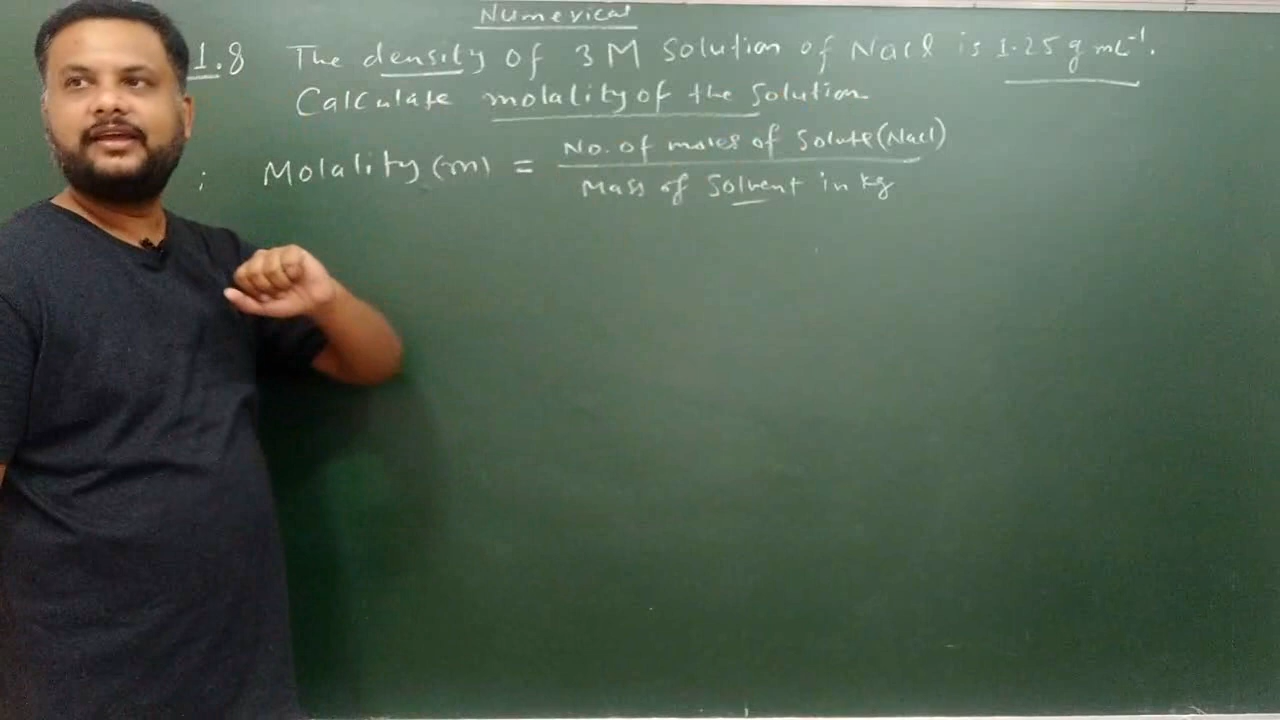 Numerical
1.8 The density of 3 M solution of NaCl is 1.25 g mL⁻¹.
Calculate molality of the solution
; Molality (m) = No. of moles of Solute (NaCl)
Mass of Solvent in kg